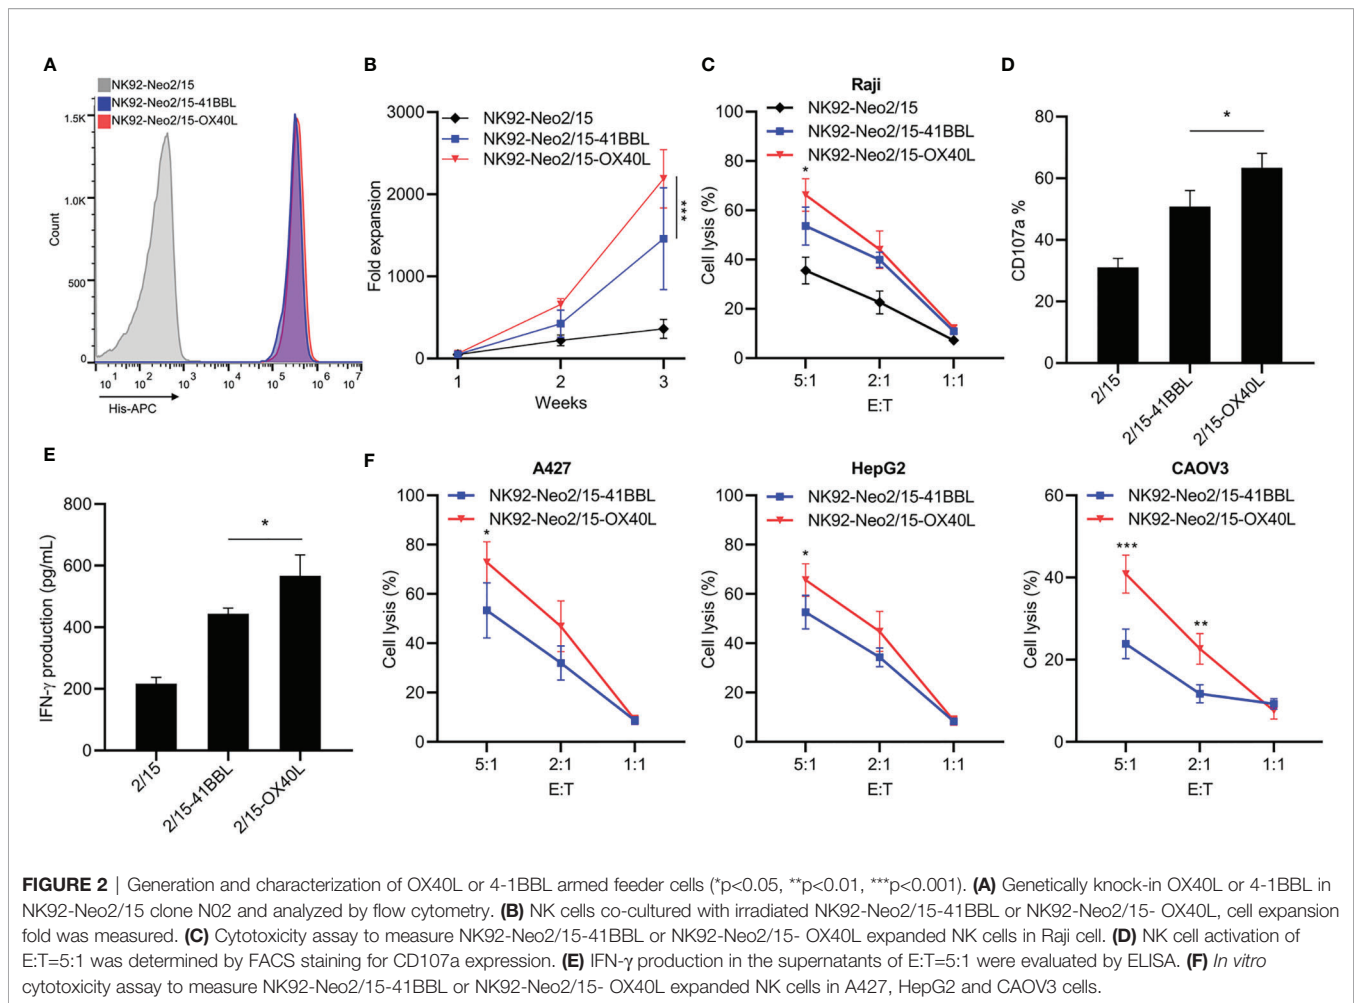 A
NK92-Neo2/15
NK92-Neo2/15-41BBL
NK92-Neo2/15-OX40L
Count
1.5K
1.0K
500
0
10 1
10 2
10 3
10 4
10 5
10 6
10 7
His-APC
B
NK92-Neo2/15
NK92-Neo2/15-41BBL
NK92-Neo2/15-OX40L
Fold expansion
3000
2000
1000
0
***
1 2 3
Weeks
C
Raji
NK92-Neo2/15
NK92-Neo2/15-41BBL
NK92-Neo2/15-OX40L
Cell lysis (%)
100
80
60
40
20
0
*
5:1 2:1 1:1
E:T
D
CD107a %
80
60
40
20
0
*
2/15
2/15-41BBL
2/15-OX40L
E
IFN-γ production (pg/mL)
800
600
400
200
0
*
2/15
2/15-41BBL
2/15-OX40L
F
A427
NK92-Neo2/15-41BBL
NK92-Neo2/15-OX40L
Cell lysis (%)
100
80
60
40
20
0
*
5:1 2:1 1:1
E:T
HepG2
NK92-Neo2/15-41BBL
NK92-Neo2/15-OX40L
Cell lysis (%)
100
80
60
40
20
0
*
5:1 2:1 1:1
E:T
CAOV3
NK92-Neo2/15-41BBL
NK92-Neo2/15-OX40L
Cell lysis (%)
60
40
20
0
***
**
5:1 2:1 1:1
E:T
FIGURE 2 | Generation and characterization of OX40L or 4-1BBL armed feeder cells (*p<0.05, **p<0.01, ***p<0.001). (A) Genetically knock-in OX40L or 4-1BBL in
NK92-Neo2/15 clone N02 and analyzed by flow cytometry. (B) NK cells co-cultured with irradiated NK92-Neo2/15-41BBL or NK92-Neo2/15- OX40L, cell expansion
fold was measured. (C) Cytotoxicity assay to measure NK92-Neo2/15-41BBL or NK92-Neo2/15- OX40L expanded NK cells in Raji cell. (D) NK cell activation of
E:T=5:1 was determined by FACS staining for CD107a expression. (E) IFN-γ production in the supernatants of E:T=5:1 were evaluated by ELISA. (F) In vitro
cytotoxicity assay to measure NK92-Neo2/15-41BBL or NK92-Neo2/15- OX40L expanded NK cells in A427, HepG2 and CAOV3 cells.